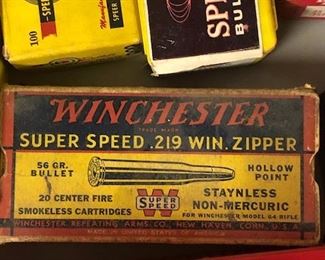 100
SPEER
SP
BUL
WINCHESTER
TRADE MARK
SUPER SPEED .219 WIN. ZIPPER
56 GR. BULLET
HOLLOW POINT
20 CENTER FIRE
SMOKELESS CARTRIDGES
W
SUPER SPEED
STAYNLESS
NON-MERCURIC
FOR WINCHESTER MODEL 64 RIFLE
WINCHESTER REPEATING ARMS CO., NEW HAVEN, CONN., U.S.A.
MADE IN UNITED STATES OF AMERICA